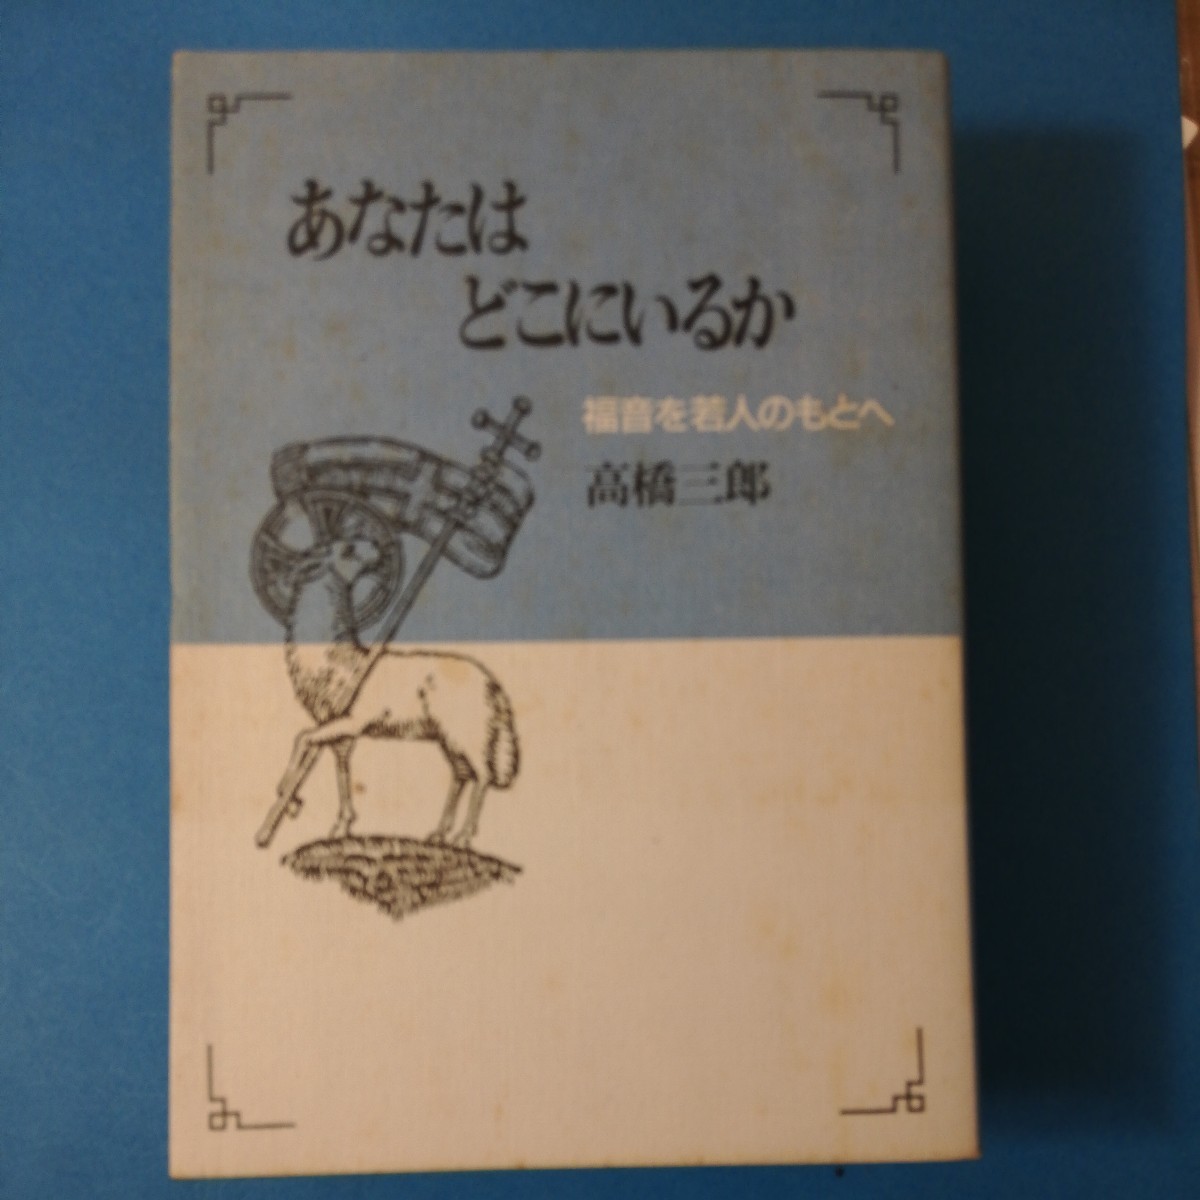 あなたは
どこにいるか
福音を若人のもとへ
高橋三郎